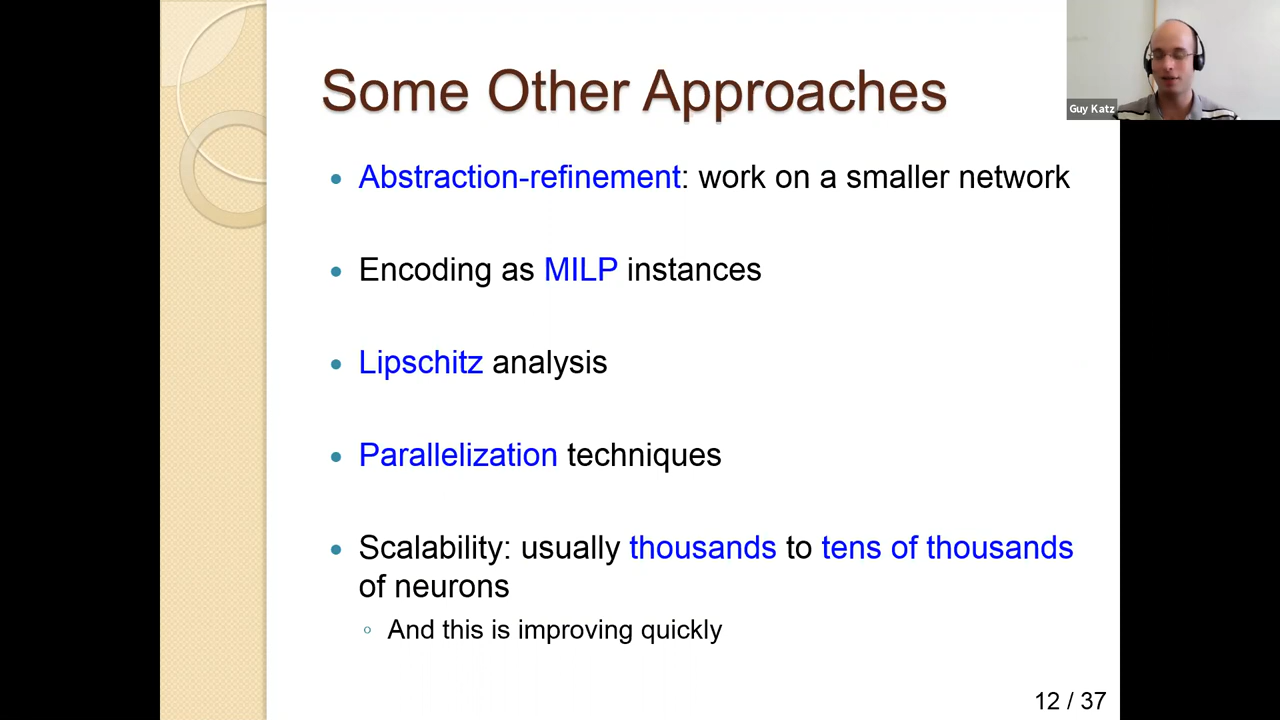 Some Other Approaches
Guy Katz
• Abstraction-refinement: work on a smaller network
• Encoding as MILP instances
• Lipschitz analysis
• Parallelization techniques
• Scalability: usually thousands to tens of thousands
of neurons
◦ And this is improving quickly
12 / 37